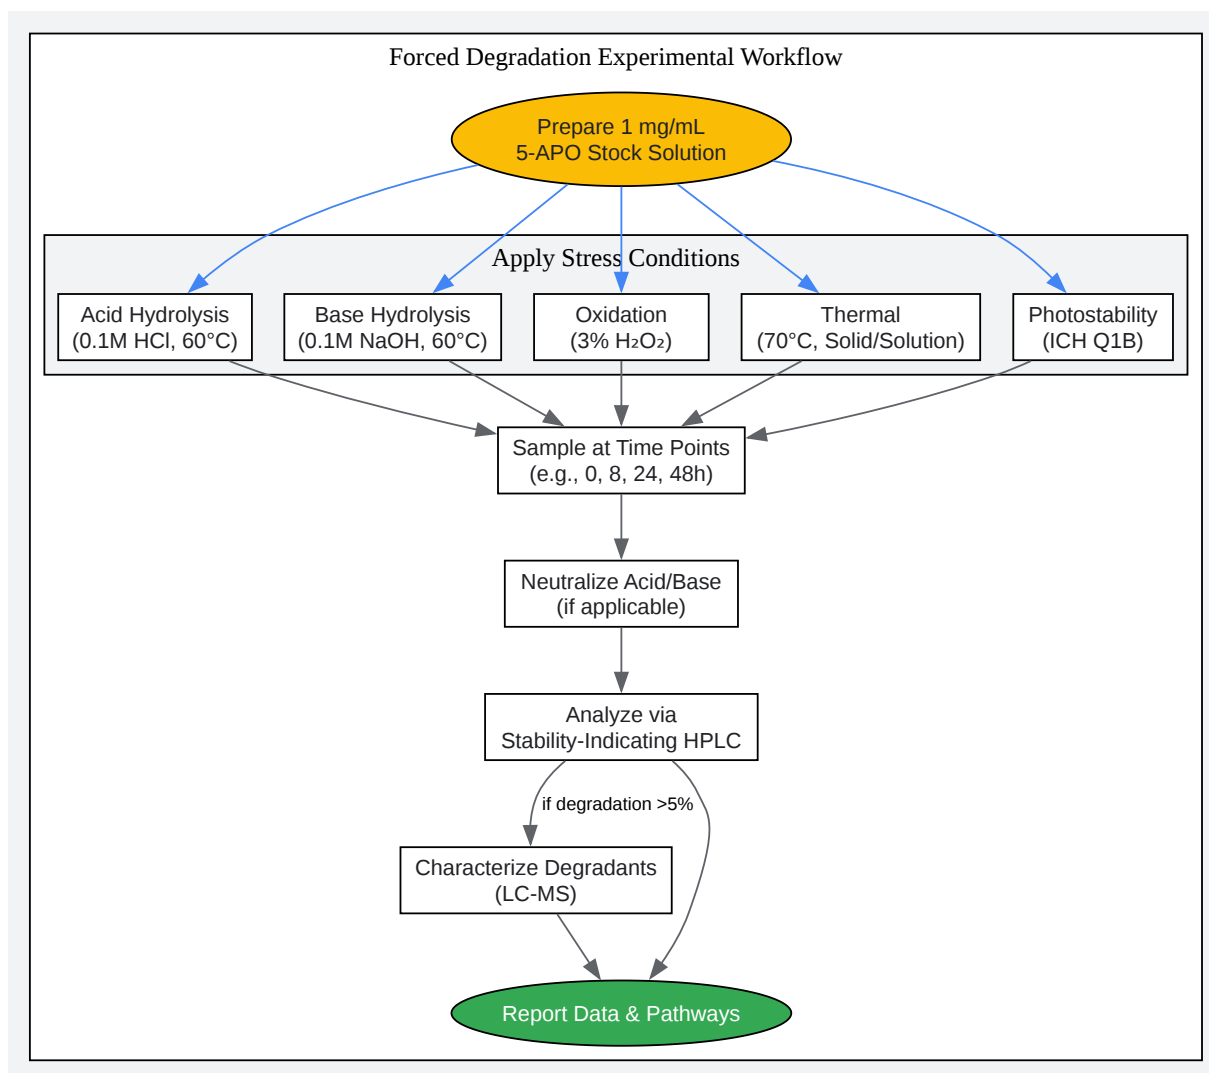 Forced Degradation Experimental Workflow
Prepare 1 mg/mL
5-APO Stock Solution
Apply Stress Conditions
Acid Hydrolysis
(0.1M HCl, 60°C)
Base Hydrolysis
(0.1M NaOH, 60°C)
Oxidation
(3% H₂O₂)
Thermal
(70°C, Solid/Solution)
Photostability
(ICH Q1B)
Sample at Time Points
(e.g., 0, 8, 24, 48h)
Neutralize Acid/Base
(if applicable)
Analyze via
Stability-Indicating HPLC
if degradation >5%
Characterize Degradants
(LC-MS)
Report Data & Pathways